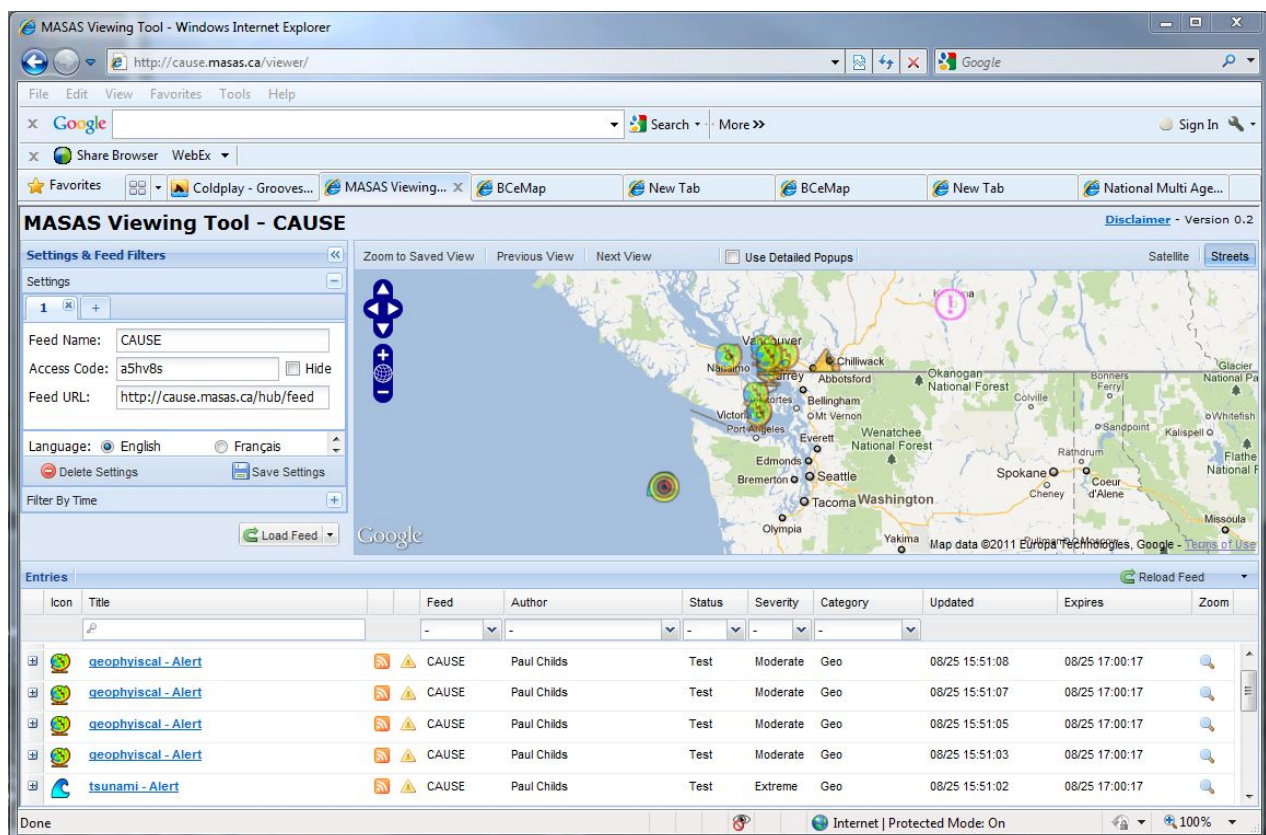 MASAS Viewing Tool - Windows Internet Explorer
http://cause.masas.ca/viewer/
Google
File Edit View Favorites Tools Help
x Google Search More >> Sign In
x Share Browser WebEx
Favorites Coldplay - Grooves... MASAS Viewing... X BCeMap New Tab BCeMap New Tab National Multi Age...
MASAS Viewing Tool - CAUSE Disclaimer - Version 0.2
Settings & Feed Filters Zoom to Saved View Previous View Next View Use Detailed Popups Satellite Streets
Settings
1 +
Feed Name: CAUSE
Access Code: a5hv8s Hide
Feed URL: http://cause.masas.ca/hub/feed
Language: English Français
Delete Settings Save Settings
Filter By Time
Load Feed
Vancouver
Chilliwack
Abbotsford
Bellingham
Mt Vernon
Victoria
Port Angeles
Everett
Edmonds
Bremerton
Seattle
Tacoma
Washington
Olympia
Yakima
Wenatchee
National Forest
Okanogan
National Forest
Colville
Bonners
Ferry
Sandpoint
Kalispell
Whitefish
Glacier
National Pa
Flathe
National F
Rathdrum
Spokane
Coeur
d'Alene
Cheney
Missoula
Google
Map data ©2011 Europa Technologies, Google - Terms of Use
Entries Reload Feed
Icon Title Feed Author Status Severity Category Updated Expires Zoom
- - - - -
geophyiscal - Alert CAUSE Paul Childs Test Moderate Geo 08/25 15:51:08 08/25 17:00:17
geophyiscal - Alert CAUSE Paul Childs Test Moderate Geo 08/25 15:51:07 08/25 17:00:17
geophyiscal - Alert CAUSE Paul Childs Test Moderate Geo 08/25 15:51:05 08/25 17:00:17
geophyiscal - Alert CAUSE Paul Childs Test Moderate Geo 08/25 15:51:03 08/25 17:00:17
tsunami - Alert CAUSE Paul Childs Test Extreme Geo 08/25 15:51:02 08/25 17:00:17
Done Internet | Protected Mode: On 100%